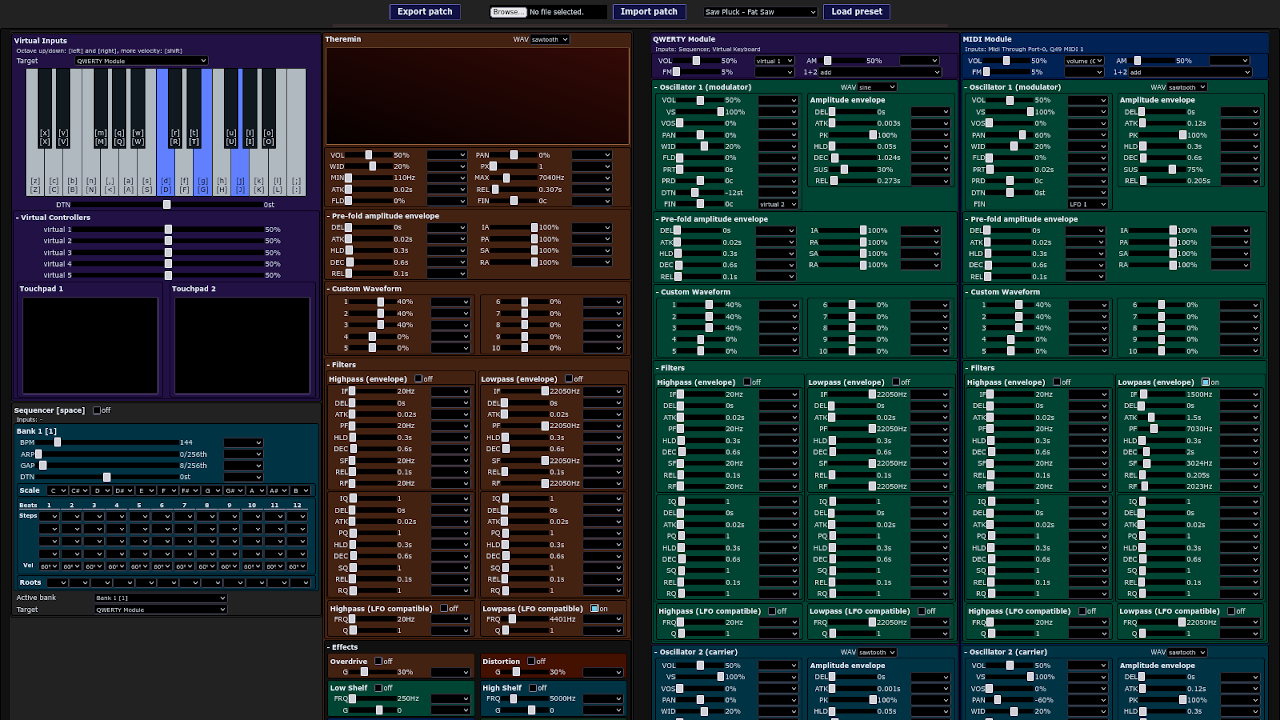 Export patch Browse... No file selected. Import patch Saw Pluck - Fat Saw Load preset
Virtual Inputs
Octave up/down: [left] and [right], more velocity: [shift]
Target QWERTY Module
DTN 0st
- Virtual Controllers
virtual 1 50%
virtual 2 50%
virtual 3 50%
virtual 4 50%
virtual 5 50%
Touchpad 1 Touchpad 2
Sequencer [space] off
Inputs: -
Bank 1 [1]
BPM 144
ARP 0/256th
GAP 8/256th
DTN 0st
Scale C C# D D# E F F# G G# A A# B
Beats 1 2 3 4 5 6 7 8 9 10 11 12
Steps
Vel
Roots
Active bank Bank 1 [1]
Target QWERTY Module
Theremin WAV sawtooth
VOL 50% PAN 0%
WID 20% PX 1
MIN 110Hz MAX 7040Hz
ATK 0.02s REL 0.307s
FLD 0% FIN 0c
- Pre-fold amplitude envelope
DEL 0s IA 100%
ATK 0.02s PA 100%
HLD 0.3s SA 100%
DEC 0.6s RA 100%
REL 0.1s
- Custom Waveform
1 40% 6 0%
2 40% 7 0%
3 40% 8 0%
4 0% 9 0%
5 0% 10 0%
- Filters
Highpass (envelope) off Lowpass (envelope) off
IF 20Hz IF 22050Hz
DEL 0s DEL 0s
ATK 0.02s ATK 0.02s
PF 20Hz PF 22050Hz
HLD 0.3s HLD 0.3s
DEC 0.6s DEC 0.6s
SF 20Hz SF 22050Hz
REL 0.1s REL 0.1s
RF 20Hz RF 22050Hz
IQ 1 IQ 1
DEL 0s DEL 0s
ATK 0.02s ATK 0.02s
PQ 1 PQ 1
HLD 0.3s HLD 0.3s
DEC 0.6s DEC 0.6s
SQ 1 SQ 1
REL 0.1s REL 0.1s
RQ 1 RQ 1
Highpass (LFO compatible) off Lowpass (LFO compatible) on
FRQ 20Hz FRQ 4401Hz
Q 1 Q 1
- Effects
Overdrive off Distortion off
G 30% G 30%
Low Shelf off High Shelf off
FRQ 250Hz FRQ 5000Hz
G 0 G 0
QWERTY Module
Inputs: Sequencer, Virtual Keyboard
VOL 50% virtual 1 AM 50%
FM 5% 1+2 add
- Oscillator 1 (modulator) WAV sine
VOL 50% Amplitude envelope
VS 100% DEL 0s
VOS 0% ATK 0.003s
PAN 0% PK 100%
WID 20% HLD 0.05s
FLD 0% DEC 1.024s
PRT 0s SUS 30%
PRD 0c REL 0.273s
DTN -12st
FIN 0c virtual 2
- Pre-fold amplitude envelope
DEL 0s IA 100%
ATK 0.02s PA 100%
HLD 0.3s SA 100%
DEC 0.6s RA 100%
REL 0.1s
- Custom Waveform
1 40% 6 0%
2 40% 7 0%
3 40% 8 0%
4 0% 9 0%
5 0% 10 0%
- Filters
Highpass (envelope) off Lowpass (envelope) off
IF 20Hz IF 22050Hz
DEL 0s DEL 0s
ATK 0.02s ATK 0.02s
PF 20Hz PF 22050Hz
HLD 0.3s HLD 0.3s
DEC 0.6s DEC 0.6s
SF 20Hz SF 22050Hz
REL 0.1s REL 0.1s
RF 20Hz RF 22050Hz
IQ 1 IQ 1
DEL 0s DEL 0s
ATK 0.02s ATK 0.02s
PQ 1 PQ 1
HLD 0.3s HLD 0.3s
DEC 0.6s DEC 0.6s
SQ 1 SQ 1
REL 0.1s REL 0.1s
RQ 1 RQ 1
Highpass (LFO compatible) off Lowpass (LFO compatible) off
FRQ 20Hz FRQ 22050Hz
Q 1 Q 1
- Oscillator 2 (carrier) WAV sawtooth
VOL 50% Amplitude envelope
VS 100% DEL 0s
VOS 0% ATK 0.001s
PAN 0% PK 100%
WID 20% HLD 0.05s
MIDI Module
Inputs: Midi Through Port-0, Q49 MIDI 1
VOL 50% volume (C AM 50%
FM 5% 1+2 add
- Oscillator 1 (modulator) WAV sawtooth
VOL 50% Amplitude envelope
VS 100% DEL 0s
VOS 0% ATK 0.12s
PAN 60% PK 100%
WID 20% HLD 0.3s
FLD 0% DEC 0.6s
PRT 0.02s SUS 75%
PRD 0c REL 0.205s
DTN 0st
FIN LFO 1
- Pre-fold amplitude envelope
DEL 0s IA 100%
ATK 0.02s PA 100%
HLD 0.3s SA 100%
DEC 0.6s RA 100%
REL 0.1s
- Custom Waveform
1 40% 6 0%
2 40% 7 0%
3 40% 8 0%
4 0% 9 0%
5 0% 10 0%
- Filters
Highpass (envelope) off Lowpass (envelope) on
IF 20Hz IF 1500Hz
DEL 0s DEL 0s
ATK 0.02s ATK 1.5s
PF 20Hz PF 7030Hz
HLD 0.3s HLD 0.3s
DEC 0.6s DEC 2s
SF 20Hz SF 3024Hz
REL 0.1s REL 0.205s
RF 20Hz RF 2023Hz
IQ 1 IQ 1
DEL 0s DEL 0s
ATK 0.02s ATK 0.02s
PQ 1 PQ 1
HLD 0.3s HLD 0.3s
DEC 0.6s DEC 0.6s
SQ 1 SQ 1
REL 0.1s REL 0.1s
RQ 1 RQ 1
Highpass (LFO compatible) off Lowpass (LFO compatible) off
FRQ 20Hz FRQ 22050Hz
Q 1 Q 1
- Oscillator 2 (carrier) WAV sawtooth
VOL 50% Amplitude envelope
VS 100% DEL 0s
VOS 0% ATK 0.12s
PAN -60% PK 100%
WID 20% HLD 0.3s